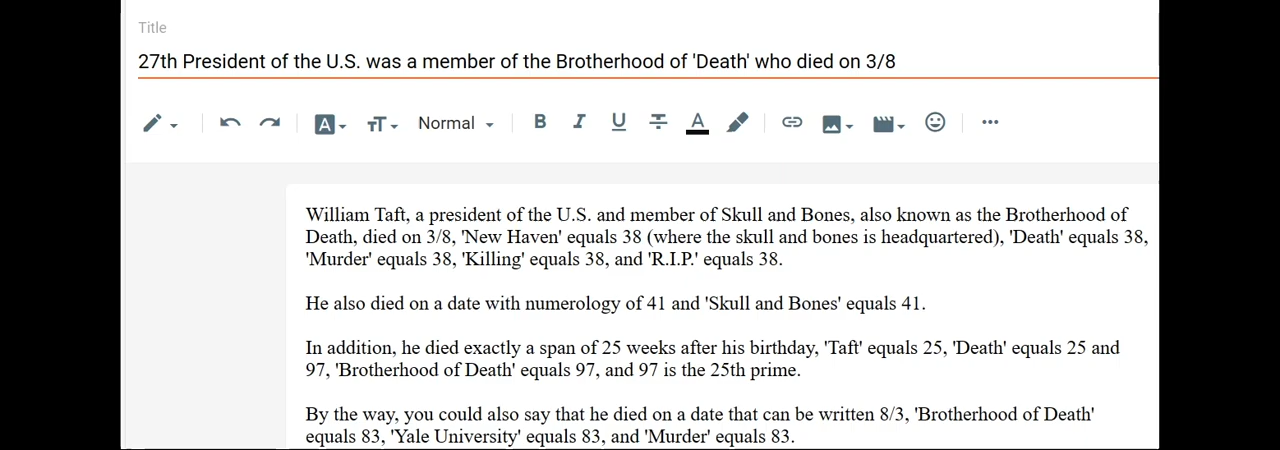 Title
27th President of the U.S. was a member of the Brotherhood of 'Death' who died on 3/8
A Normal B I U A
William Taft, a president of the U.S. and member of Skull and Bones, also known as the Brotherhood of
Death, died on 3/8, 'New Haven' equals 38 (where the skull and bones is headquartered), 'Death' equals 38,
'Murder' equals 38, 'Killing' equals 38, and 'R.I.P.' equals 38.
He also died on a date with numerology of 41 and 'Skull and Bones' equals 41.
In addition, he died exactly a span of 25 weeks after his birthday, 'Taft' equals 25, 'Death' equals 25 and
97, 'Brotherhood of Death' equals 97, and 97 is the 25th prime.
By the way, you could also say that he died on a date that can be written 8/3, 'Brotherhood of Death'
equals 83, 'Yale University' equals 83, and 'Murder' equals 83.